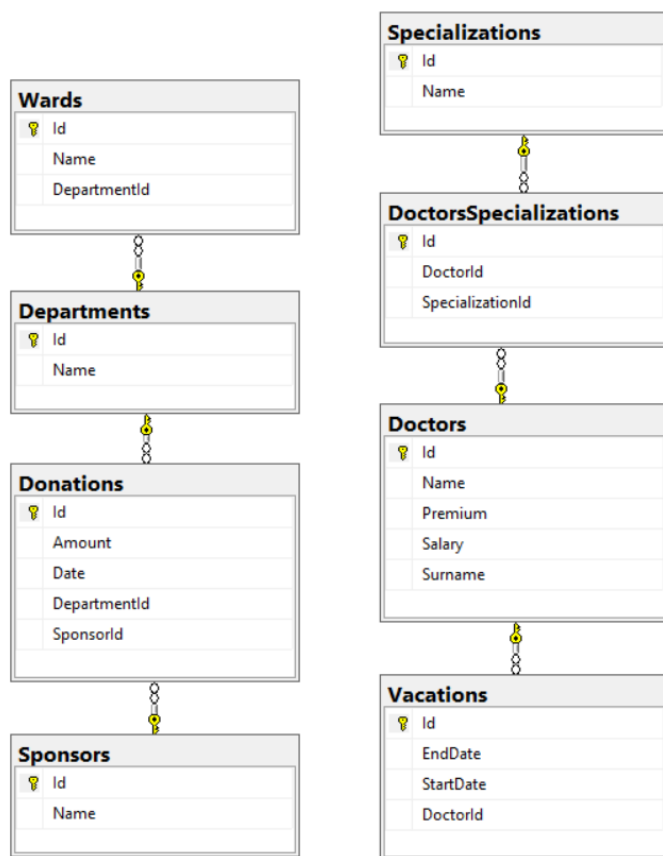 Wards
Id
Name
DepartmentId
Departments
Id
Name
Donations
Id
Amount
Date
DepartmentId
SponsorId
Sponsors
Id
Name
Specializations
Id
Name
DoctorsSpecializations
Id
DoctorId
SpecializationId
Doctors
Id
Name
Premium
Salary
Surname
Vacations
Id
EndDate
StartDate
DoctorId